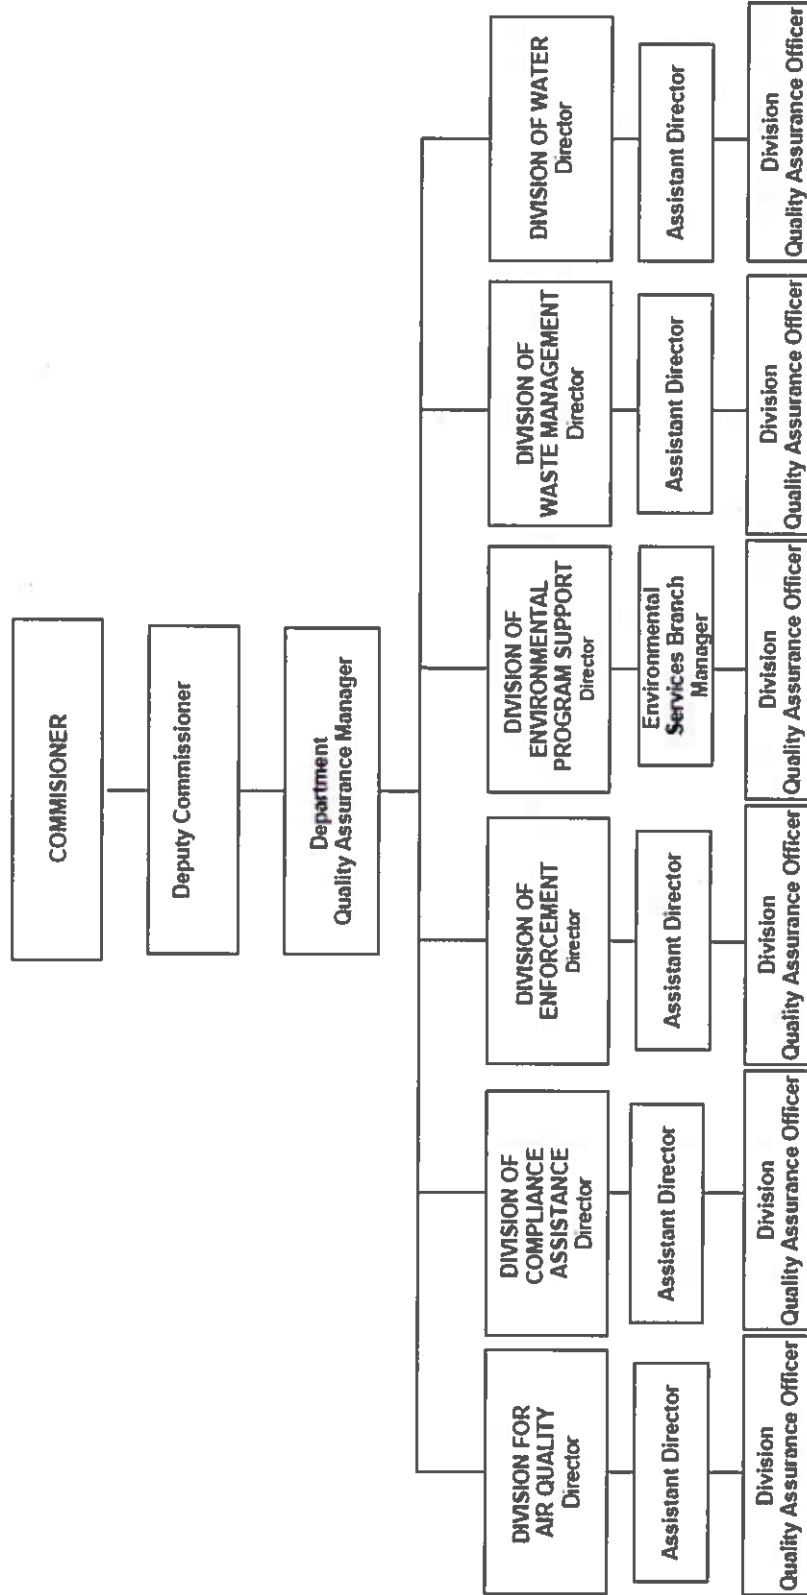 COMMISIONER
Deputy Commissioner
Department
Quality Assurance Manager
DIVISION FOR
AIR QUALITY
Director
DIVISION OF
COMPLIANCE
ASSISTANCE
Director
DIVISION OF
ENFORCEMENT
Director
DIVISION OF
ENVIRONMENTAL
PROGRAM SUPPORT
Director
DIVISION OF
WASTE MANAGEMENT
Director
DIVISION OF WATER
Director
Assistant Director
Assistant Director
Assistant Director
Environmental
Services Branch
Manager
Assistant Director
Assistant Director
Division
Quality Assurance Officer
Division
Quality Assurance Officer
Division
Quality Assurance Officer
Division
Quality Assurance Officer
Division
Quality Assurance Officer
Division
Quality Assurance Officer